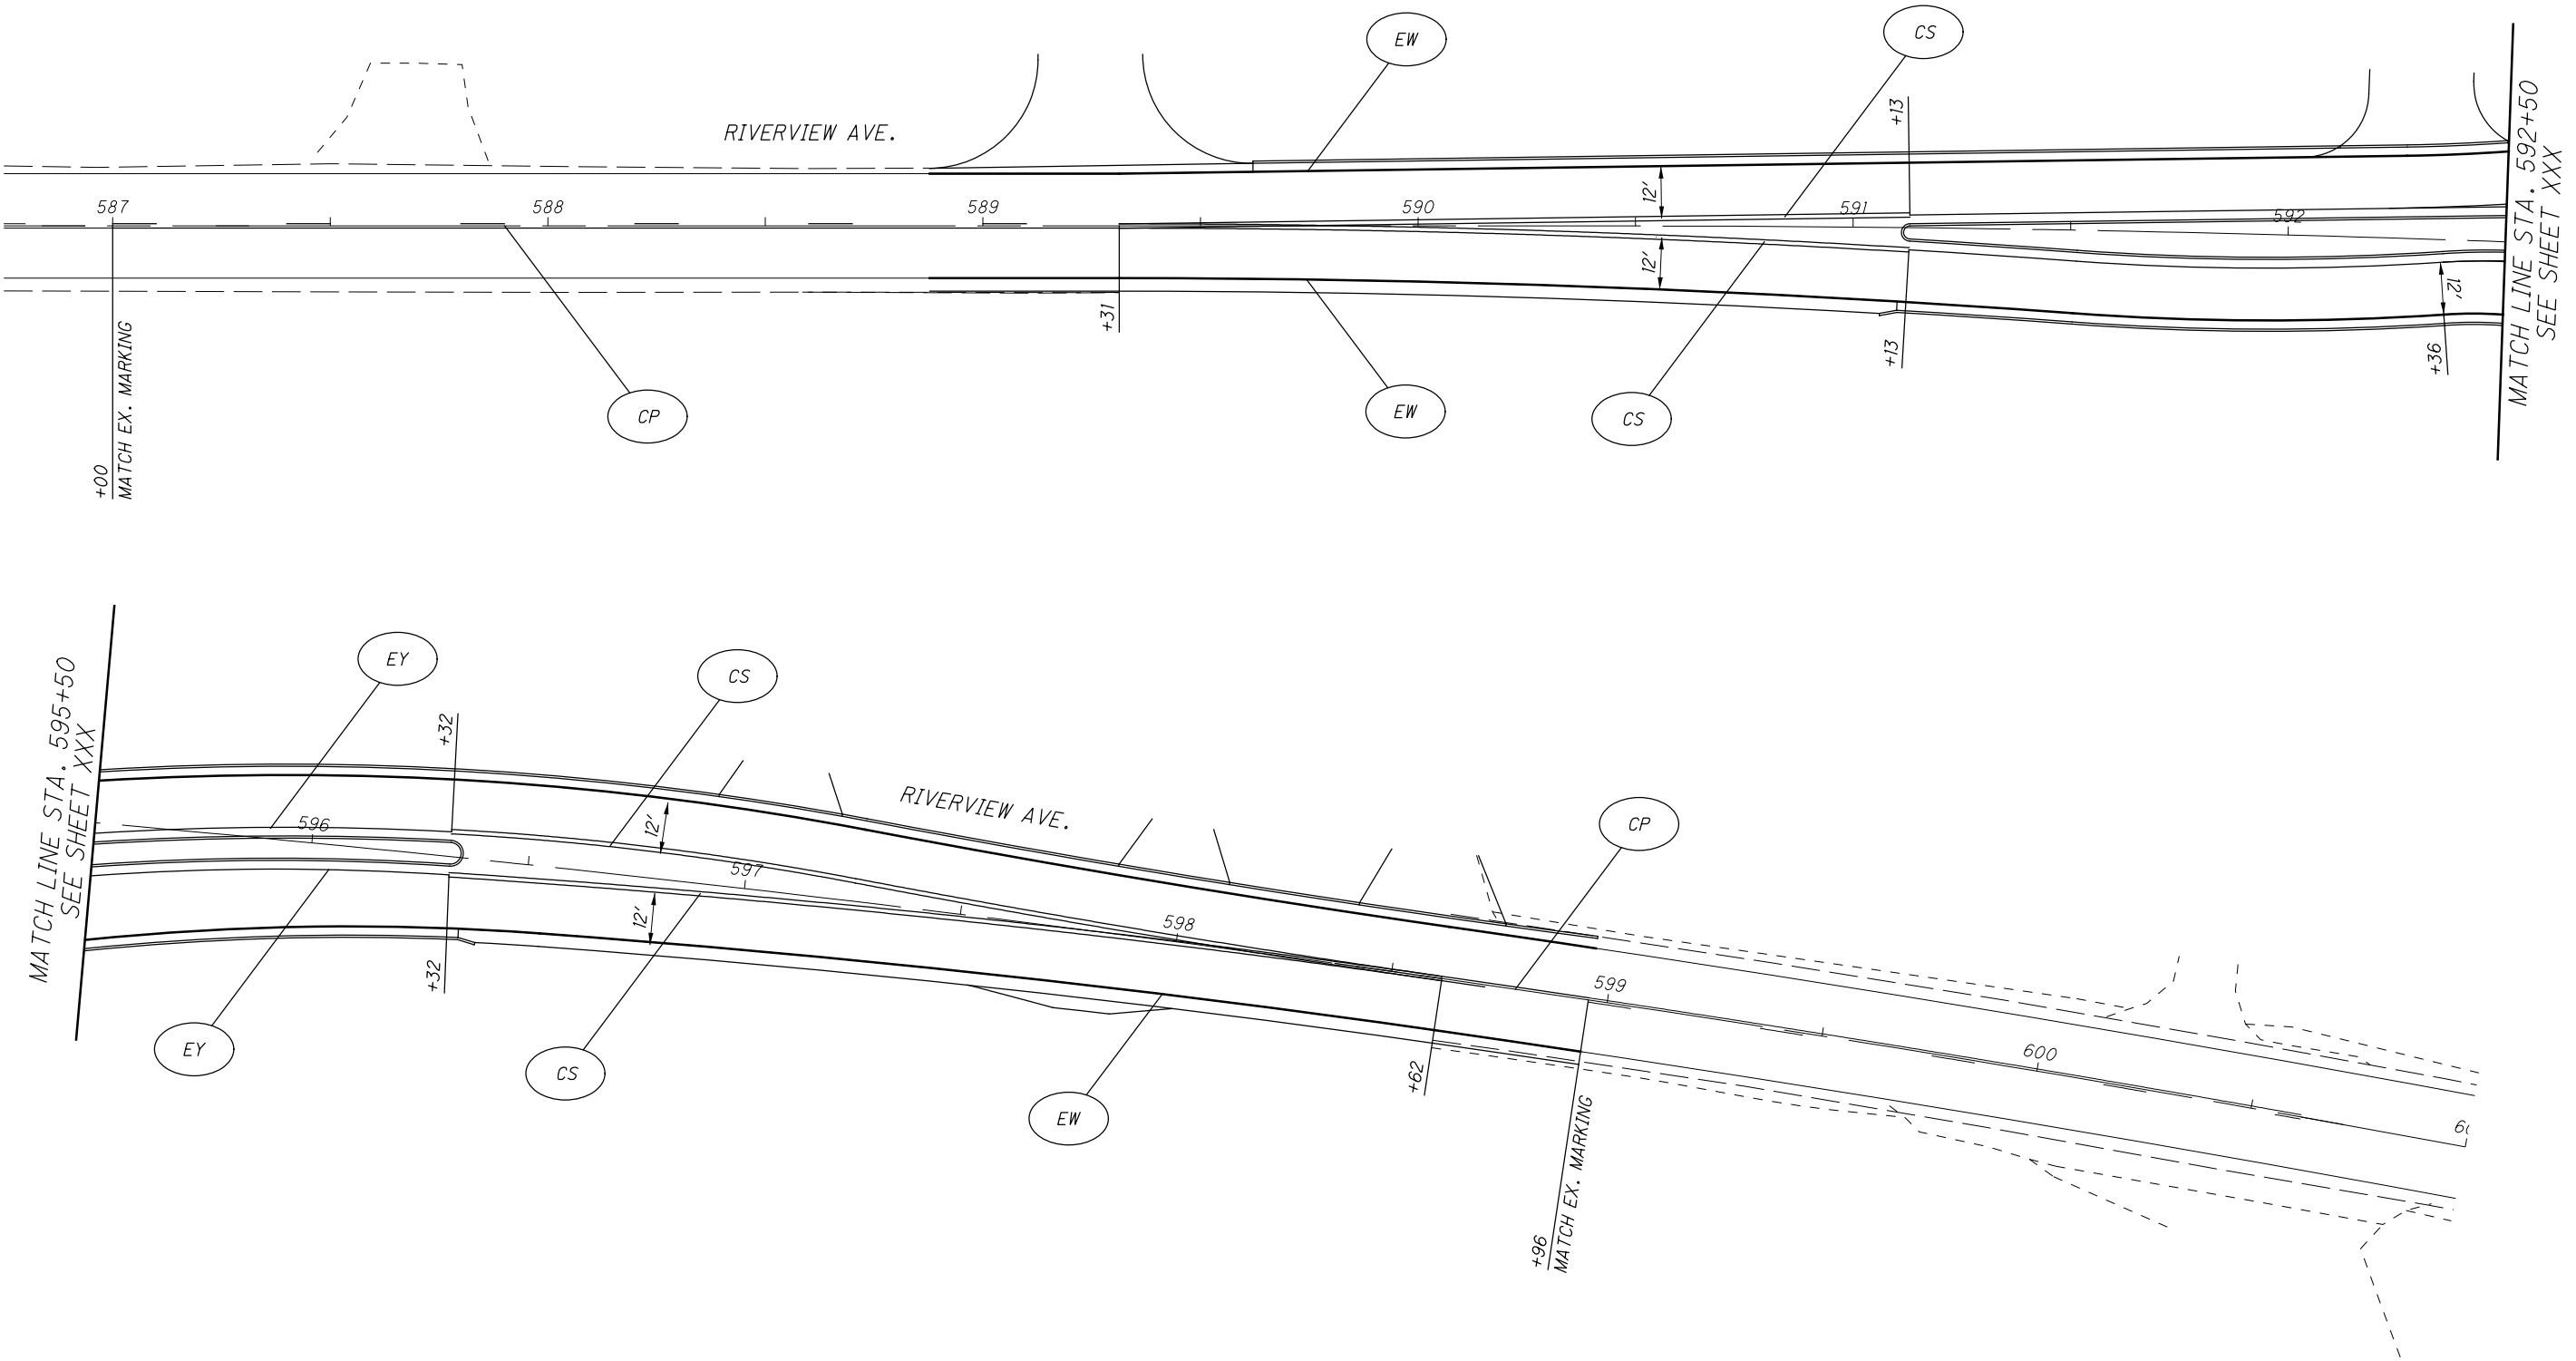 EW
CS
+13
RIVERVIEW AVE.
587
588
589
590
591
592
12'
12'
12'
+31
+13
+36
MATCH EX. MARKING
+00
CP
EW
CS
MATCH LINE STA. 592+50
SEE SHEET XXX
MATCH LINE STA. 595+50
SEE SHEET XXX
EY
CS
+32
RIVERVIEW AVE.
CP
596
597
598
599
600
12'
12'
+32
EY
CS
EW
+62
+96
MATCH EX. MARKING